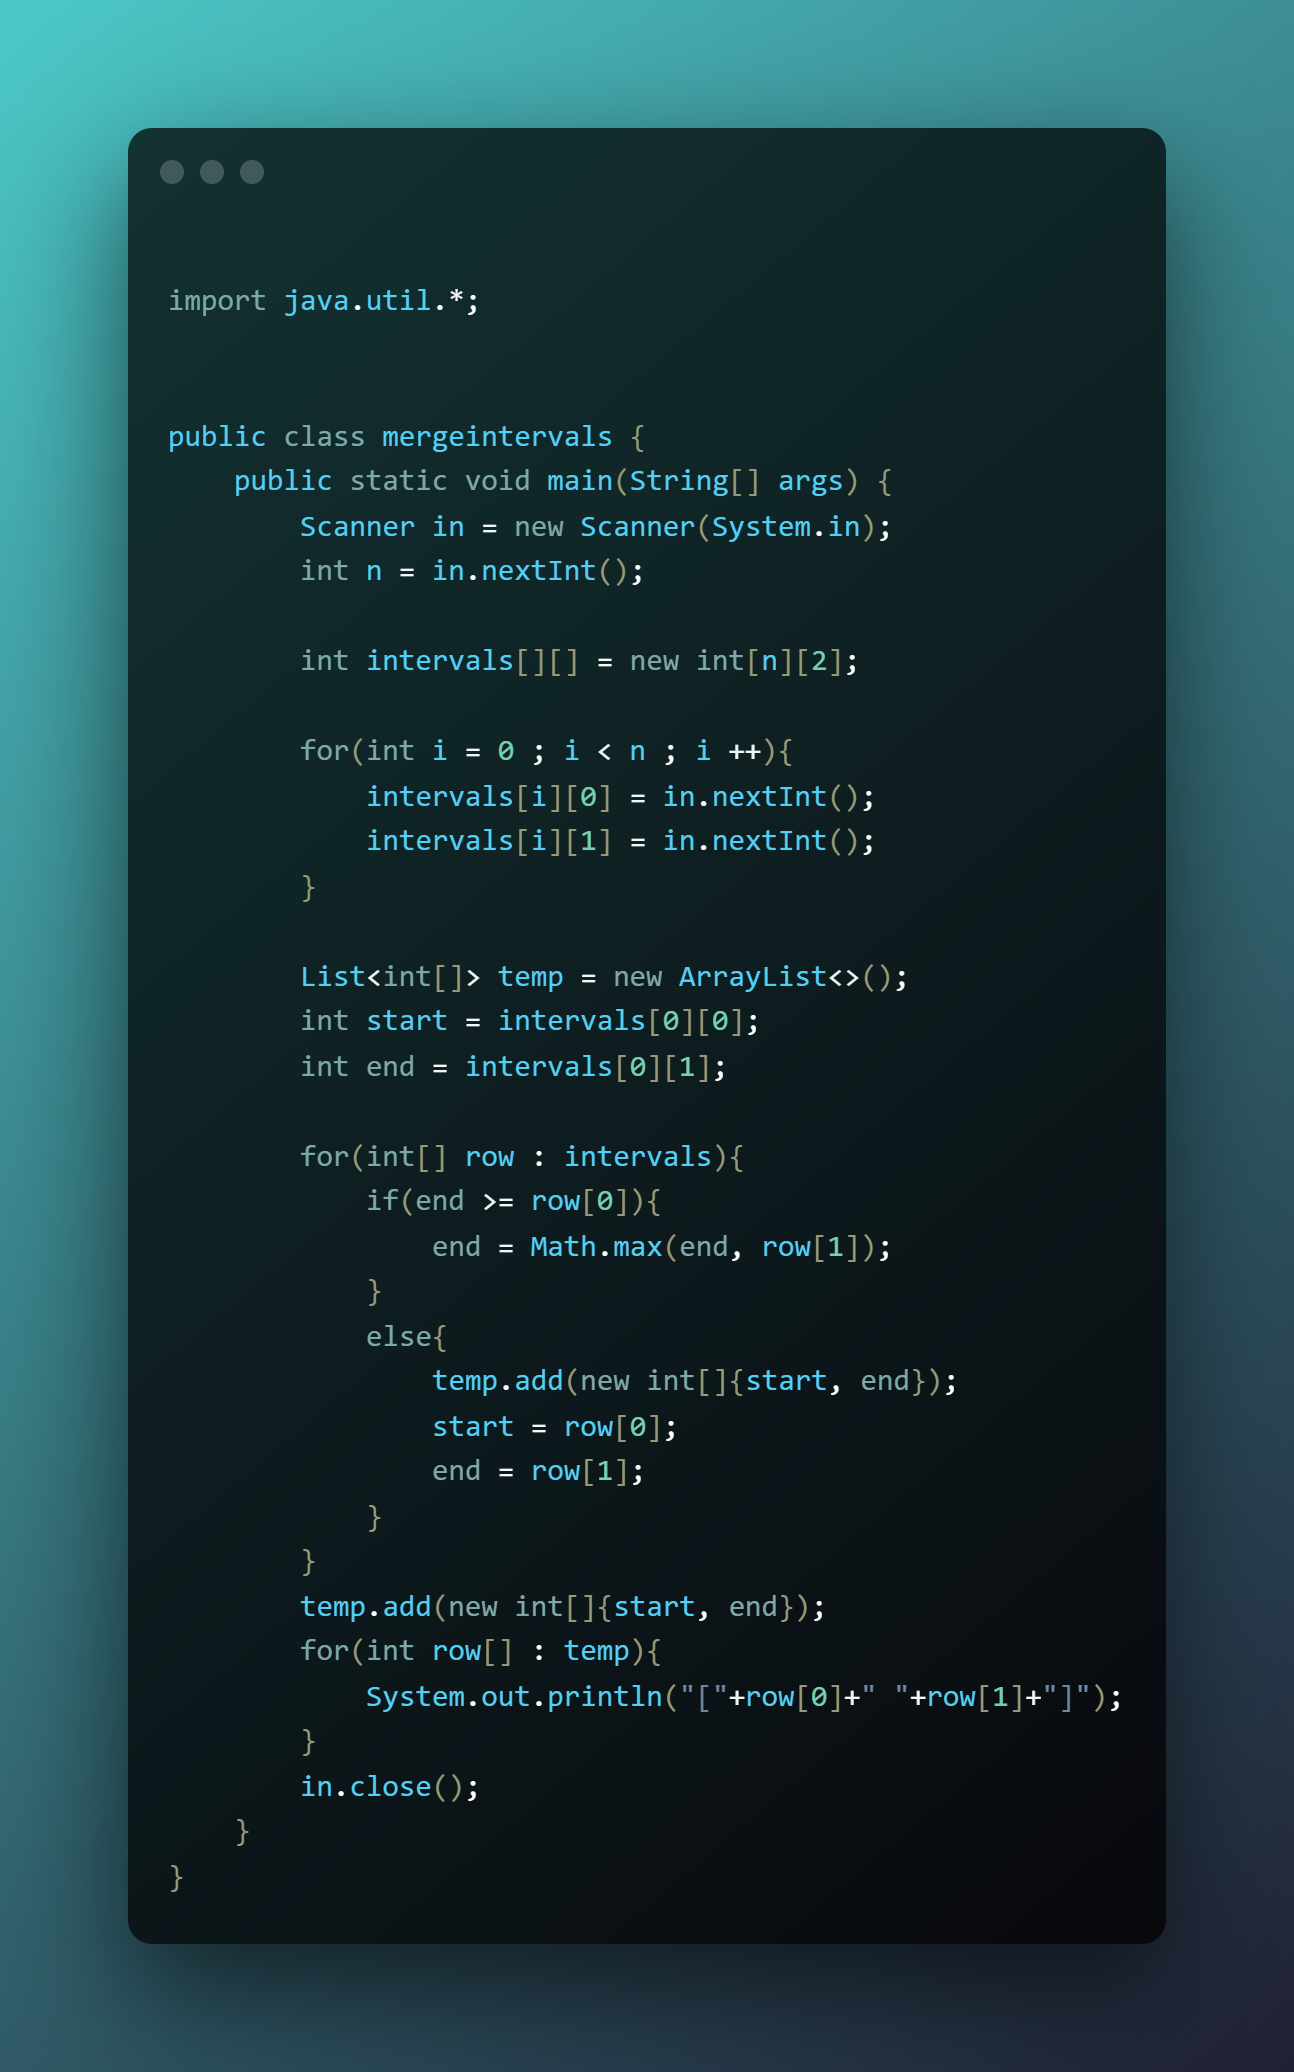 import java.util.*;
public class mergeintervals {
    public static void main(String[] args) {
        Scanner in = new Scanner(System.in);
        int n = in.nextInt();
        int intervals[][] = new int[n][2];
        for(int i = 0 ; i < n ; i ++){
            intervals[i][0] = in.nextInt();
            intervals[i][1] = in.nextInt();
        }
        List<int[]> temp = new ArrayList<>();
        int start = intervals[0][0];
        int end = intervals[0][1];
        for(int[] row : intervals){
            if(end >= row[0]){
                end = Math.max(end, row[1]);
            }
            else{
                temp.add(new int[]{start, end});
                start = row[0];
                end = row[1];
            }
        }
        temp.add(new int[]{start, end});
        for(int row[] : temp){
            System.out.println("["+row[0]+" "+row[1]+"]");
        }
        in.close();
    }
}